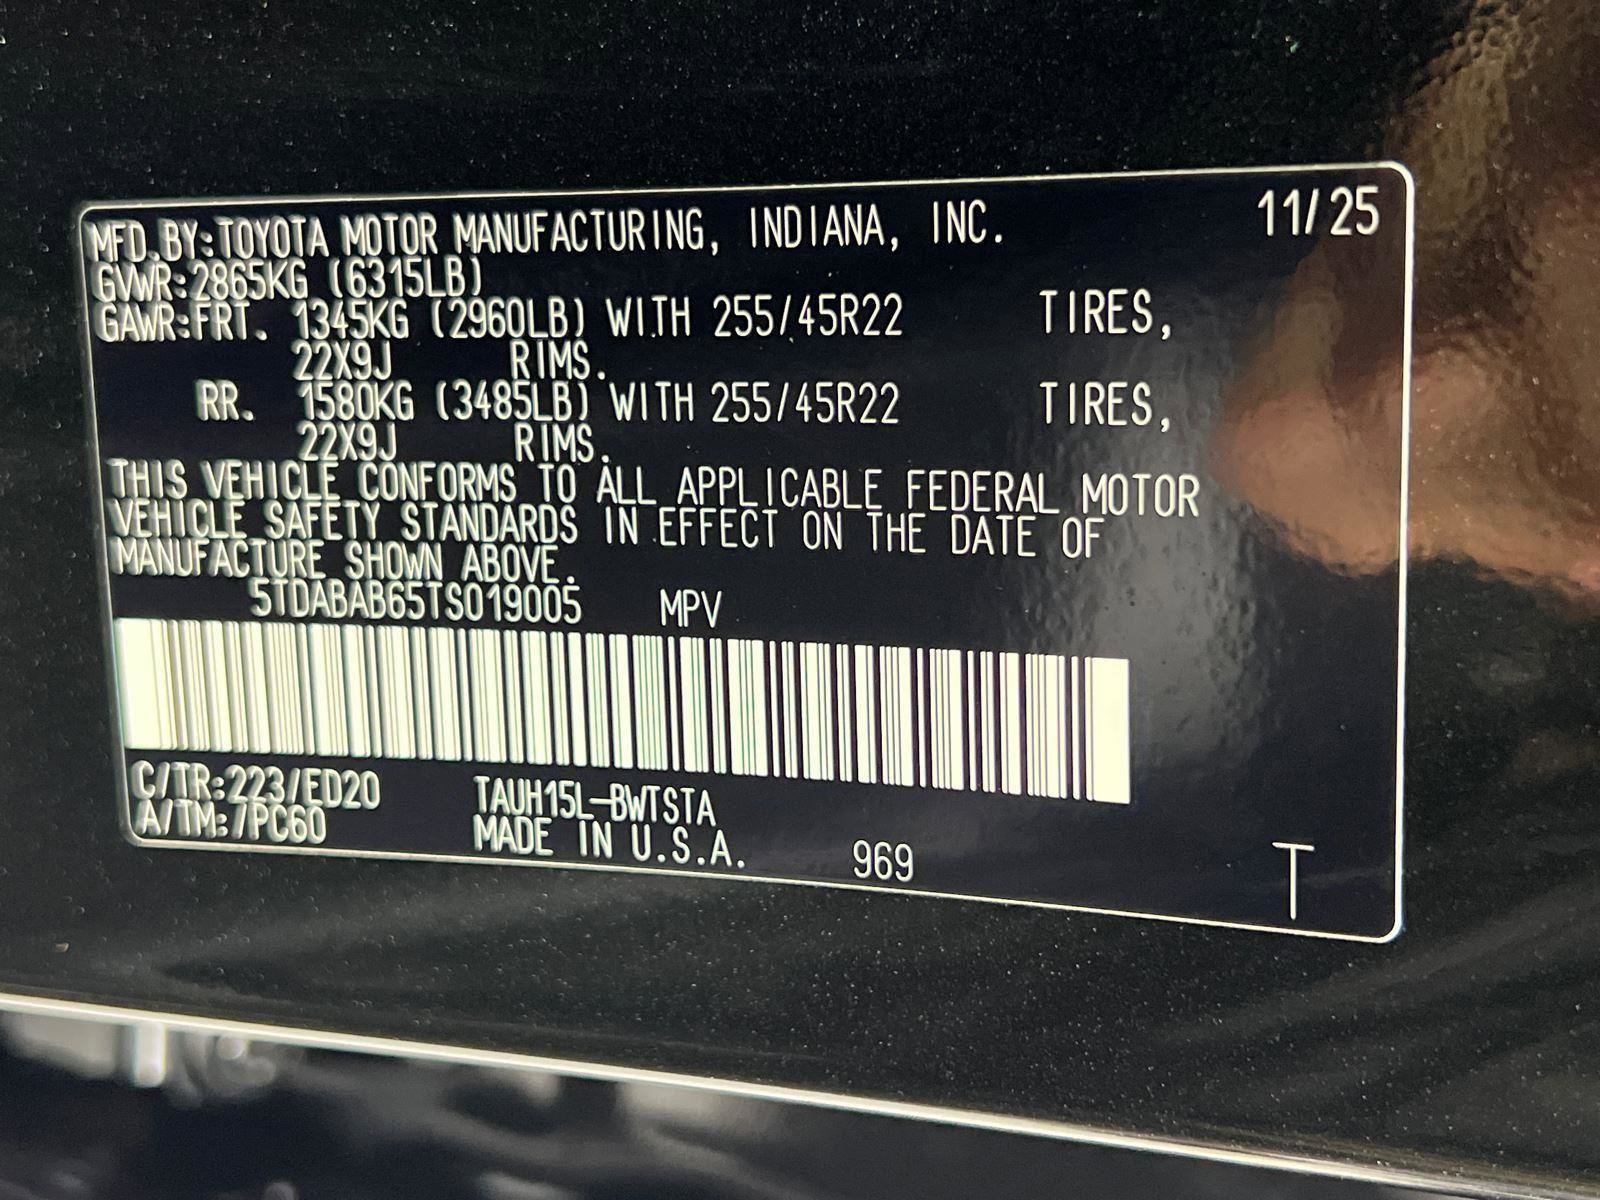 MFD.BY:TOYOTA MOTOR MANUFACTURING, INDIANA, INC. 11/25
GVWR:2865KG (6315LB)
GAWR:FRT. 1345KG (2960LB) WITH 255/45R22 TIRES,
22X9J RIMS.
RR. 1580KG (3485LB) WITH 255/45R22 TIRES,
22X9J RIMS.
THIS VEHICLE CONFORMS TO ALL APPLICABLE FEDERAL MOTOR
VEHICLE SAFETY STANDARDS IN EFFECT ON THE DATE OF
MANUFACTURE SHOWN ABOVE.
5TDABAB65TS019005 MPV
C/TR:223/ED20 TAUH15L-BWTSTA
A/TM:7PC60 MADE IN U.S.A. 969 T